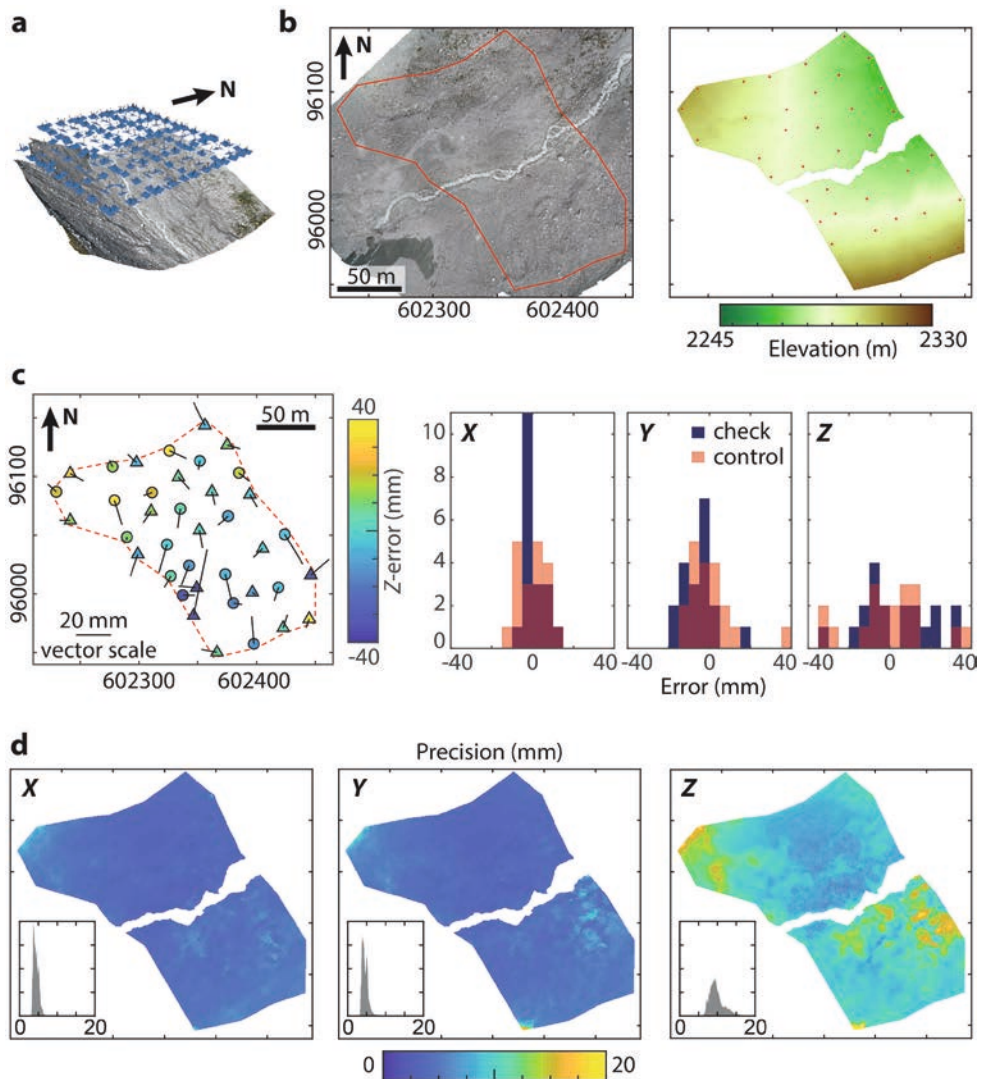 a
N
b
N
96100
96000
50 m
602300
602400
2245
2330
Elevation (m)
c
N
50 m
96100
96000
20 mm
vector scale
602300
602400
40
Z-error (mm)
-40
X
Y
Z
check
control
10
8
6
4
2
0
-40
0
40
-40
0
40
-40
0
40
Error (mm)
d
Precision (mm)
X
Y
Z
0
20
0
20
0
20
0
20